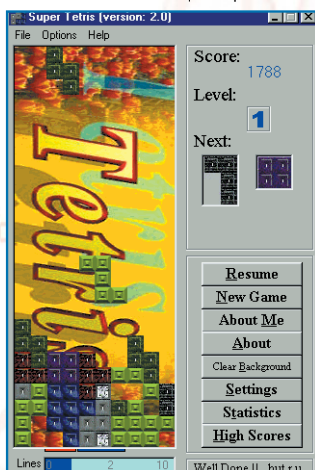 Super Tetris (version: 2.0)
File Options Help
Score:
1788
Level:
1
Next:
Tetris
etris
Resume
New Game
About Me
About
Clear Background
Settings
Statistics
High Scores
Lines 0 2 10
Well Done !! but r u